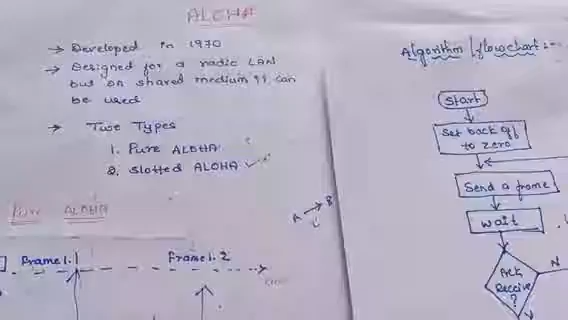 ALOHA
→ Developed in 1970
→ Designed for a radio LAN
but on shared medium it can
be used
→ Two Types
1. Pure ALOHA
2. Slotted ALOHA
Pure ALOHA
A → B
Frame 1.1
Frame 1.2
Algorithm / flowchart :-
Start
Set back off
to zero
Send a frame
Wait
Ack
Receive
?
N
Y